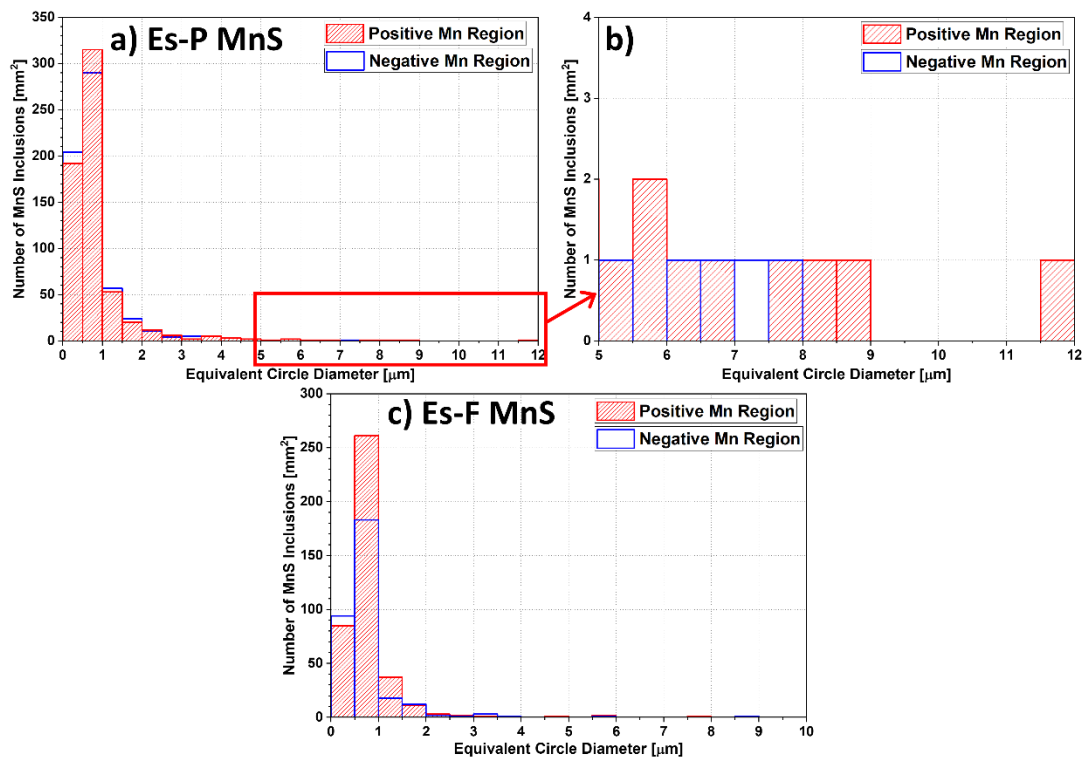 a) Es-P MnS
Positive Mn Region
Negative Mn Region
Number of MnS Inclusions [mm²]
350
300
250
200
150
100
50
0
0 1 2 3 4 5 6 7 8 9 10 11 12
Equivalent Circle Diameter [μm]
b)
Positive Mn Region
Negative Mn Region
Number of MnS Inclusions [mm²]
4
3
2
1
0
5 6 7 8 9 10 11 12
Equivalent Circle Diameter [μm]
c) Es-F MnS
Positive Mn Region
Negative Mn Region
Number of MnS Inclusions [mm²]
300
250
200
150
100
50
0
0 1 2 3 4 5 6 7 8 9 10
Equivalent Circle Diameter [μm]